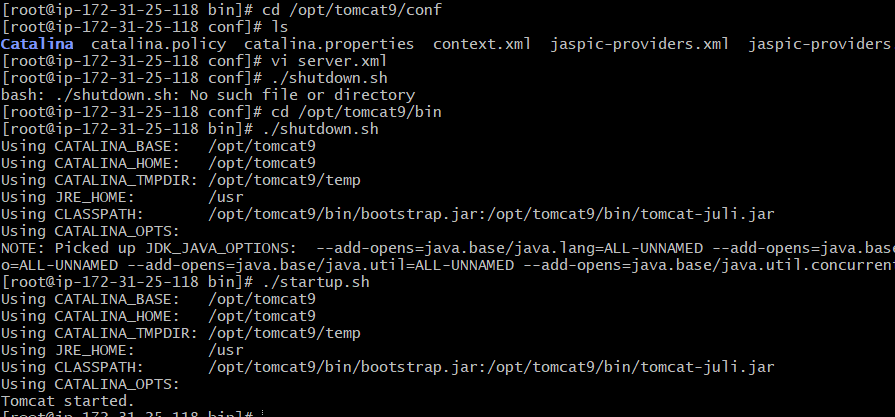 [root@ip-172-31-25-118 bin]# cd /opt/tomcat9/conf
[root@ip-172-31-25-118 conf]# ls
Catalina  catalina.policy  catalina.properties  context.xml  jaspic-providers.xml  jaspic-providers
[root@ip-172-31-25-118 conf]# vi server.xml
[root@ip-172-31-25-118 conf]# ./shutdown.sh
bash: ./shutdown.sh: No such file or directory
[root@ip-172-31-25-118 conf]# cd /opt/tomcat9/bin
[root@ip-172-31-25-118 bin]# ./shutdown.sh
Using CATALINA_BASE:   /opt/tomcat9
Using CATALINA_HOME:   /opt/tomcat9
Using CATALINA_TMPDIR: /opt/tomcat9/temp
Using JRE_HOME:        /usr
Using CLASSPATH:       /opt/tomcat9/bin/bootstrap.jar:/opt/tomcat9/bin/tomcat-juli.jar
Using CATALINA_OPTS:
NOTE: Picked up JDK_JAVA_OPTIONS:  --add-opens=java.base/java.lang=ALL-UNNAMED --add-opens=java.base
o=ALL-UNNAMED --add-opens=java.base/java.util=ALL-UNNAMED --add-opens=java.base/java.util.concurrent
[root@ip-172-31-25-118 bin]# ./startup.sh
Using CATALINA_BASE:   /opt/tomcat9
Using CATALINA_HOME:   /opt/tomcat9
Using CATALINA_TMPDIR: /opt/tomcat9/temp
Using JRE_HOME:        /usr
Using CLASSPATH:       /opt/tomcat9/bin/bootstrap.jar:/opt/tomcat9/bin/tomcat-juli.jar
Using CATALINA_OPTS:
Tomcat started.
[root@ip-172-31-25-118 bin]#